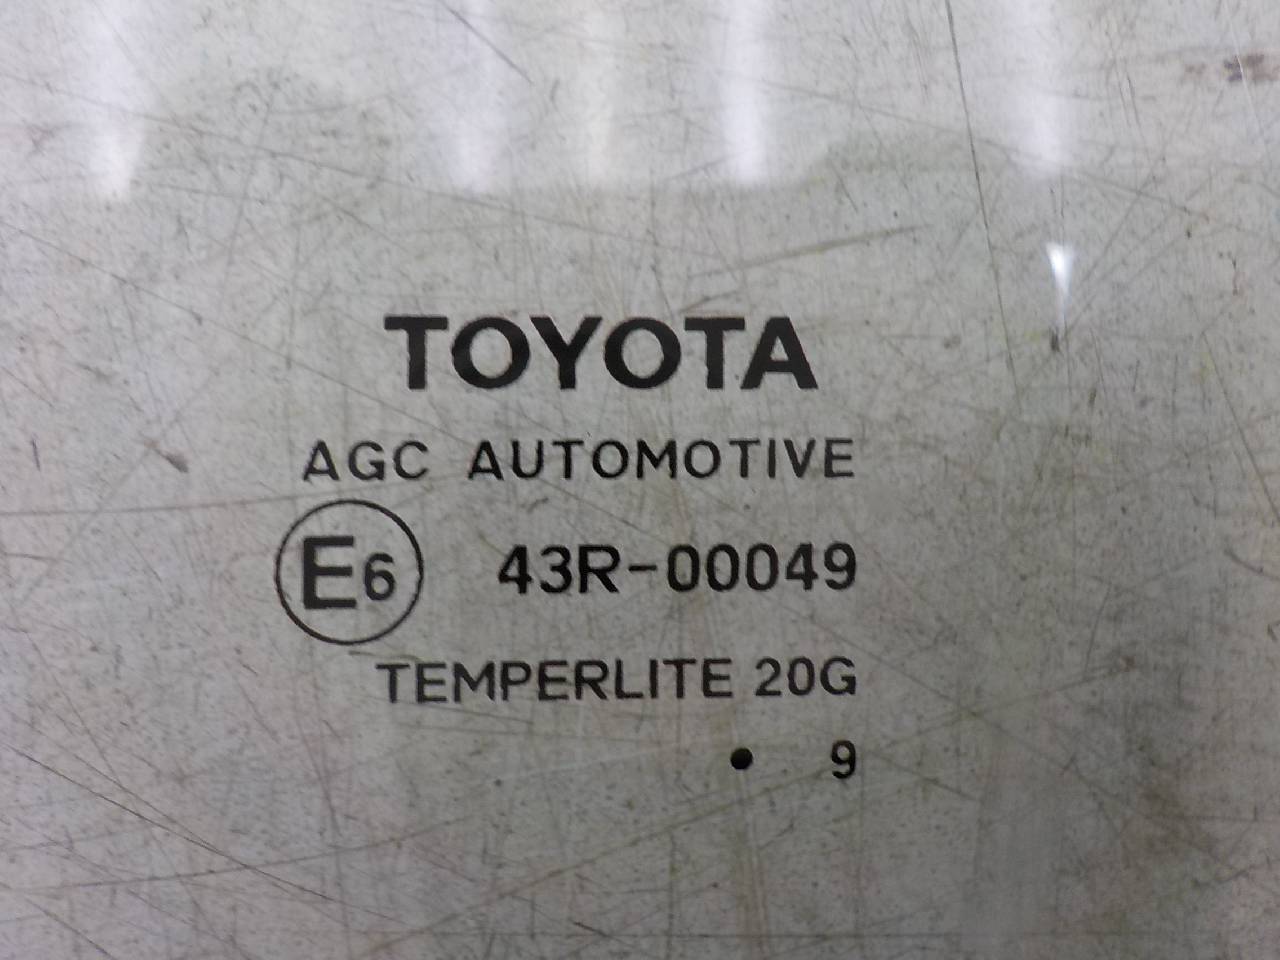 TOYOTA
AGC AUTOMOTIVE
E6 43R-00049
TEMPERLITE 20G
• 9